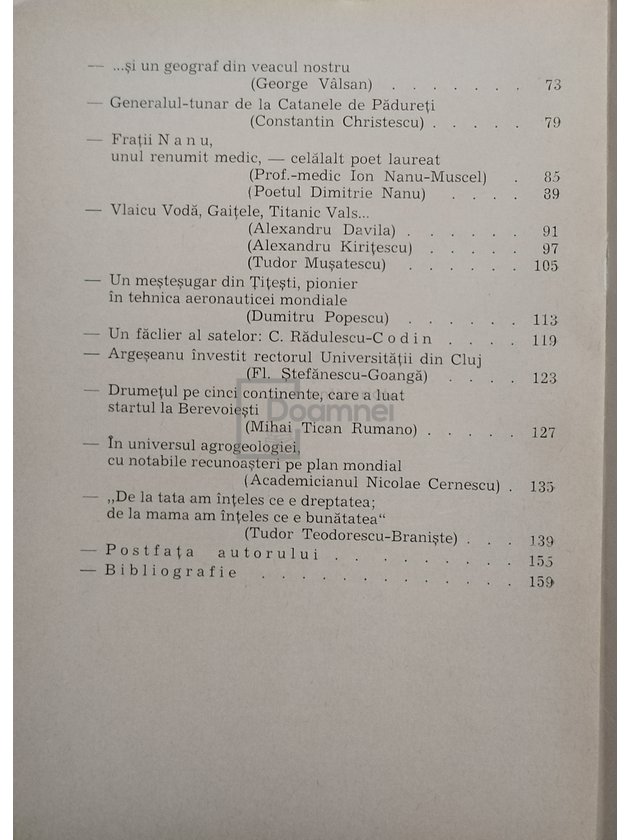 — ...și un geograf din veacul nostru
(George Vâlsan) . . . . . . . 73
— Generalul-tunar de la Catanele de Pădureți
(Constantin Christescu) . . . . . 79
— Frații N a n u,
unul renumit medic, — celălalt poet laureat
(Prof.-medic Ion Nanu-Muscel) . 85
(Poetul Dimitrie Nanu) . . . . 89
— Vlaicu Vodă, Gaițele, Titanic Vals...
(Alexandru Davila) . . . . . . 91
(Alexandru Kirițescu) . . . . . 97
(Tudor Mușatescu) . . . . . . 105
— Un meșteșugar din Țițești, pionier
în tehnica aeronauticei mondiale
(Dumitru Popescu) . . . . . . 113
— Un făclier al satelor: C. Rădulescu-C o d i n . . . . 119
— Argeșeanu învestit rectorul Universității din Cluj
(Fl. Ștefănescu-Goangă) . . . . 123
— Drumețul pe cinci continente, care a luat
startul la Berevoiești
Doamnei
(Mihai Tican Rumano) . . . . . 127
— În universul agrogeologiei,
cu notabile recunoașteri pe plan mondial
(Academicianul Nicolae Cernescu) . 135
— „De la tata am înțeles ce e dreptatea;
de la mama am înțeles ce e bunătatea“
(Tudor Teodorescu-Braniște) . . . 139
— P o s t f a ț a a u t o r u l u i . . . . . . . . . 155
— B i b l i o g r a f i e . . . . . . . . . . . . . 159